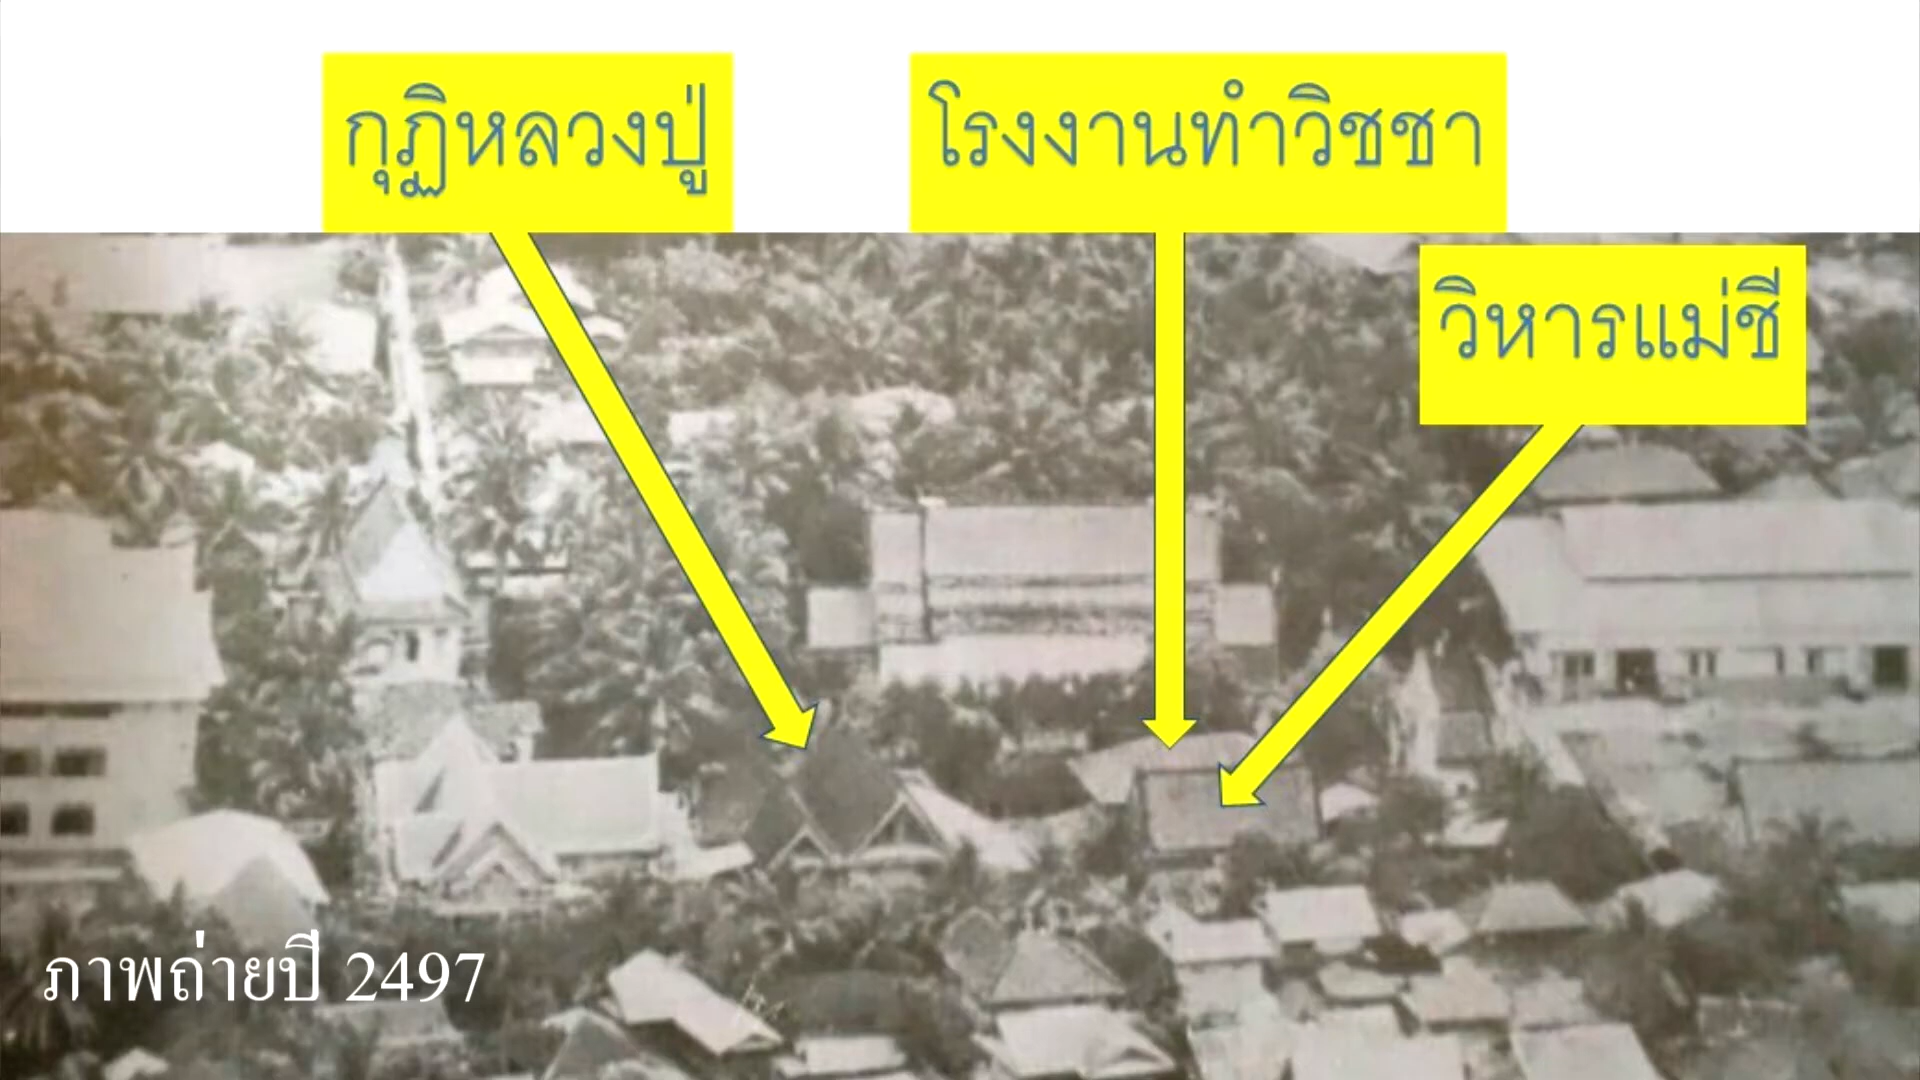 กุฏิหลวงปู่
โรงงานทำวิชชา
วิหารแม่ชี
ภาพถ่ายปี 2497